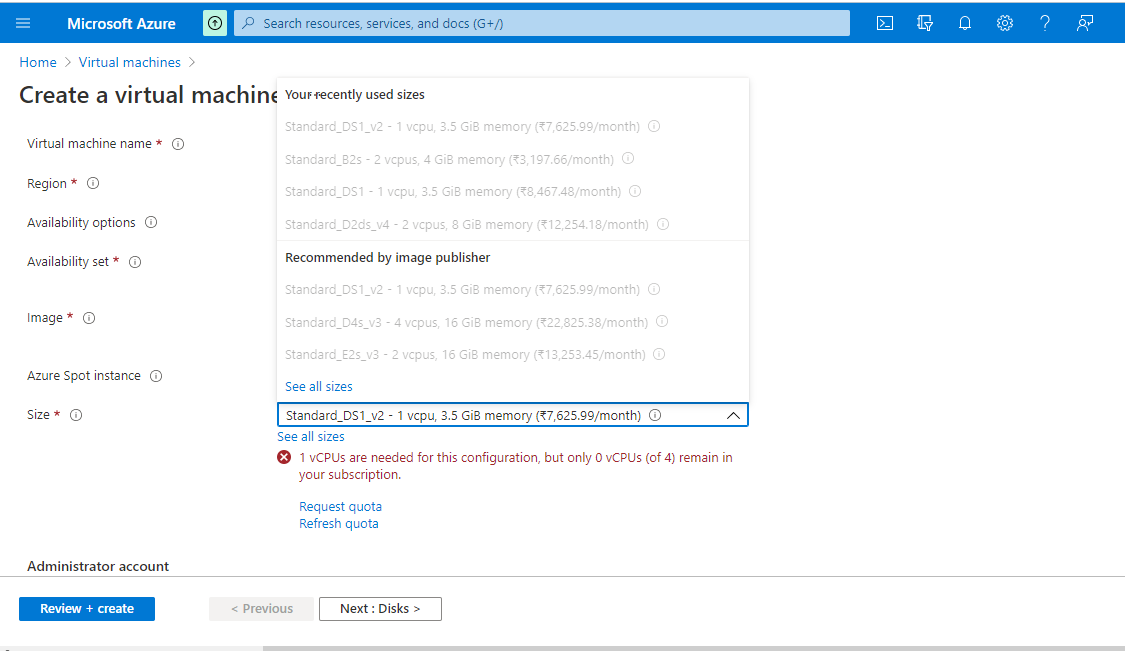 Microsoft Azure
Search resources, services, and docs (G+/)
Home > Virtual machines >
Create a virtual machine
Your recently used sizes
Standard_DS1_v2 - 1 vcpu, 3.5 GiB memory (₹7,625.99/month)
Virtual machine name *
Standard_B2s - 2 vcpus, 4 GiB memory (₹3,197.66/month)
Region *
Standard_DS1 - 1 vcpu, 3.5 GiB memory (₹8,467.48/month)
Availability options
Standard_D2ds_v4 - 2 vcpus, 8 GiB memory (₹12,254.18/month)
Availability set *
Recommended by image publisher
Standard_DS1_v2 - 1 vcpu, 3.5 GiB memory (₹7,625.99/month)
Image *
Standard_D4s_v3 - 4 vcpus, 16 GiB memory (₹22,825.38/month)
Standard_E2s_v3 - 2 vcpus, 16 GiB memory (₹13,253.45/month)
Azure Spot instance
See all sizes
Size *
Standard_DS1_v2 - 1 vcpu, 3.5 GiB memory (₹7,625.99/month)
See all sizes
1 vCPUs are needed for this configuration, but only 0 vCPUs (of 4) remain in
your subscription.
Request quota
Refresh quota
Administrator account
Review + create
< Previous
Next : Disks >